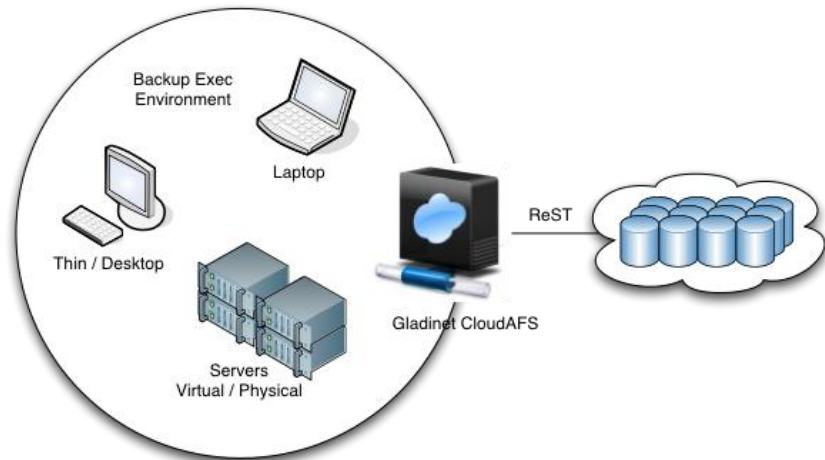 Backup Exec
Environment
Laptop
Thin / Desktop
ReST
Gladinet CloudAFS
Servers
Virtual / Physical